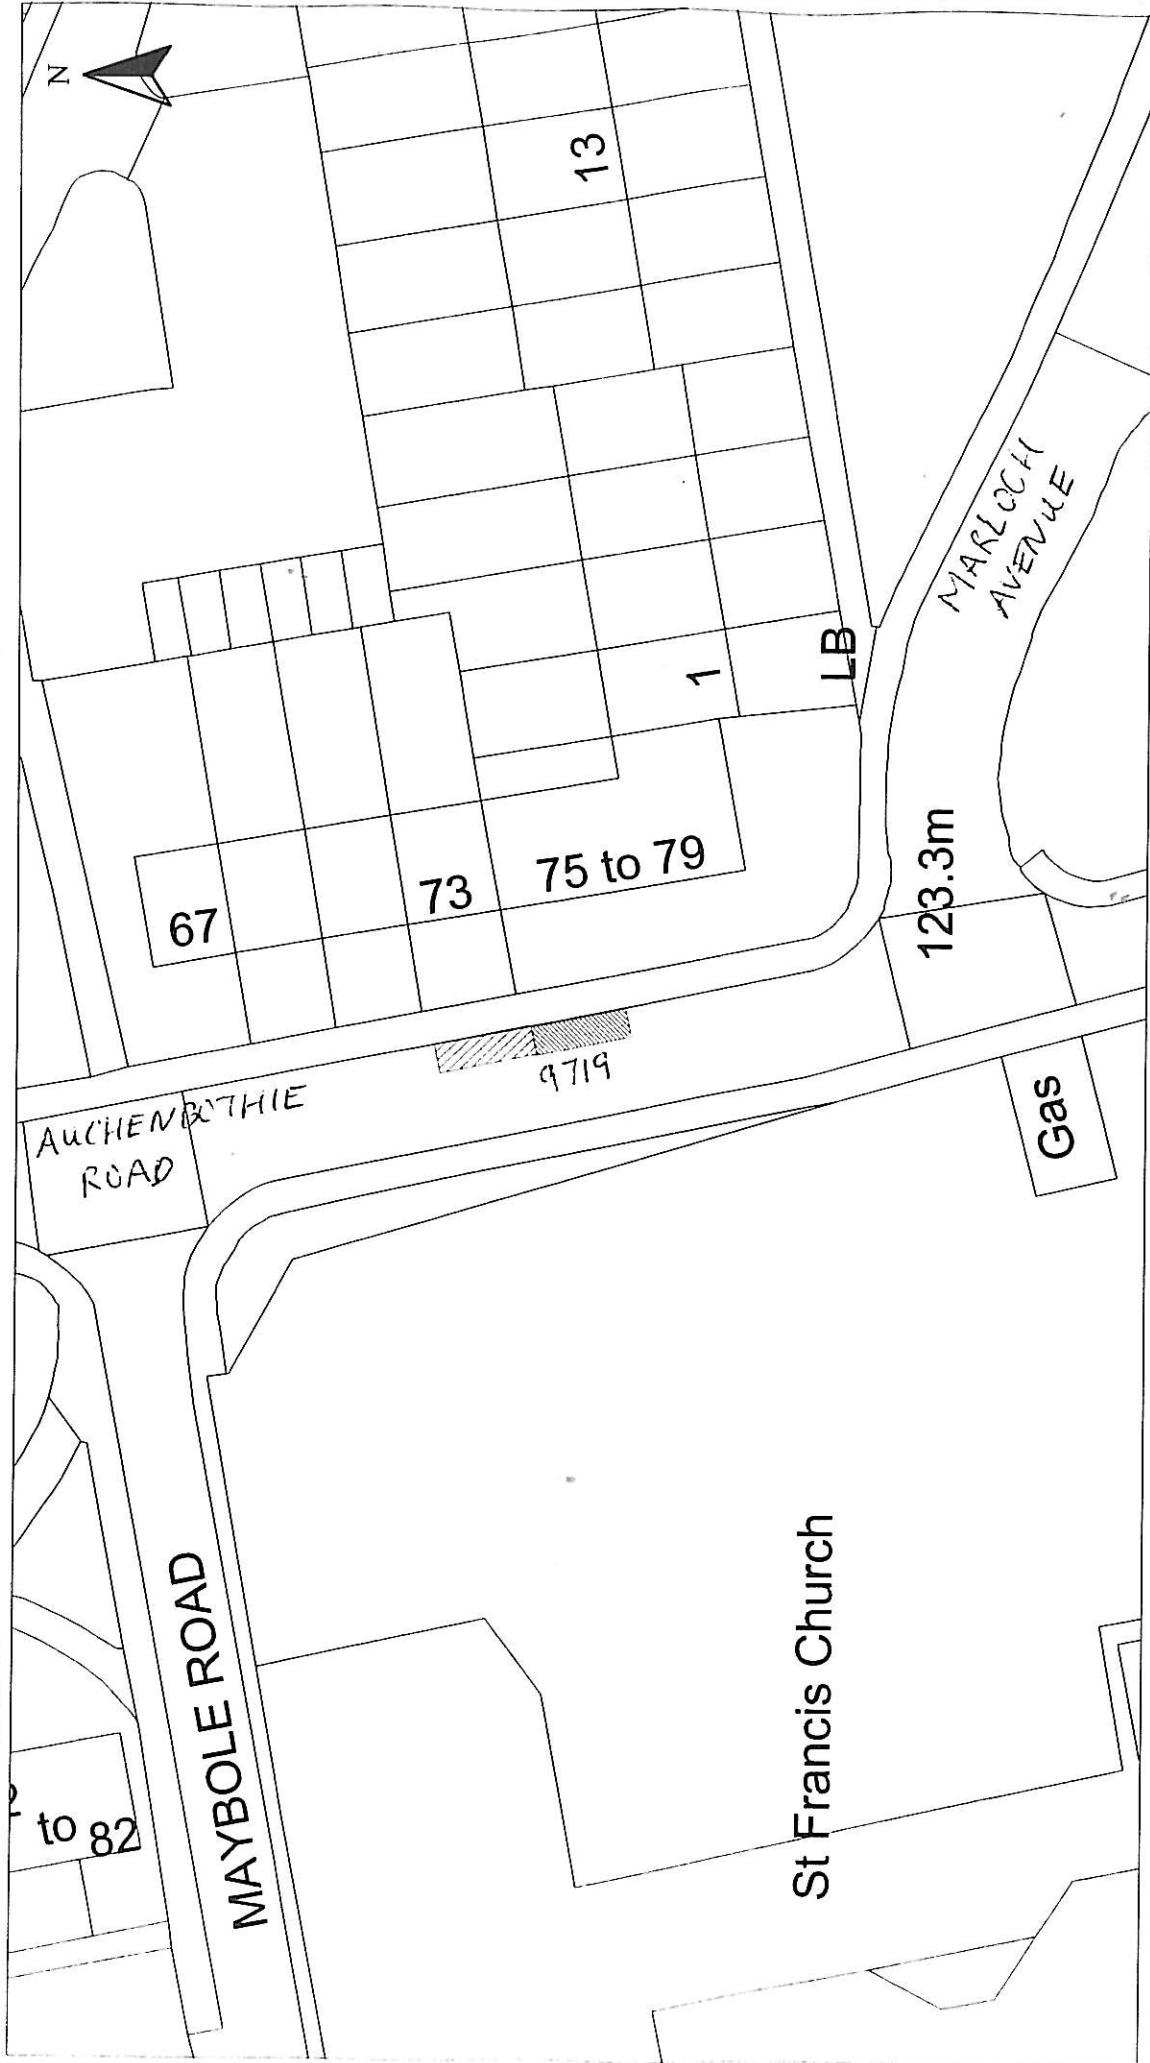 N
13
1
LB
MARLOCH
AVENUE
67
73
75 to 79
123.3m
9719
AUCHENBOTHIE
ROAD
Gas
MAYBOLE ROAD
to 82
St Francis Church